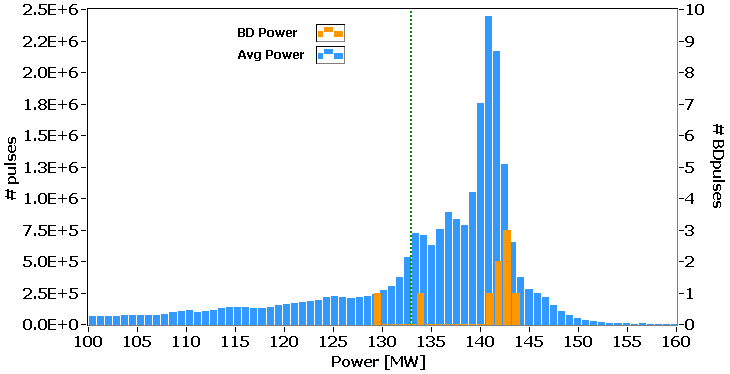 2.5E+6
2.3E+6
2.0E+6
1.8E+6
1.5E+6
1.3E+6
1.0E+6
7.5E+5
5.0E+5
2.5E+5
0.0E+0
# pulses
BD Power
Avg Power
10
9
8
7
6
5
4
3
2
1
0
# BDpulses
100 105 110 115 120 125 130 135 140 145 150 155 160
Power [MW]